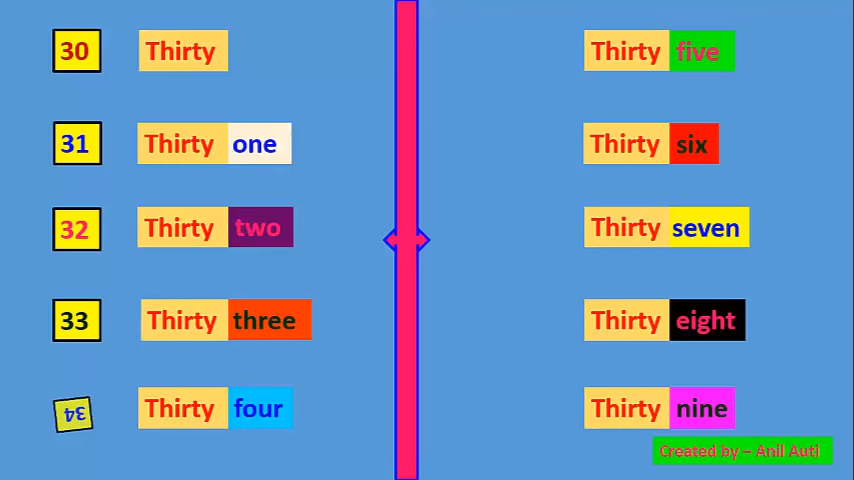 30 Thirty
31 Thirty one
32 Thirty two
33 Thirty three
34 Thirty four
Thirty five
Thirty six
Thirty seven
Thirty eight
Thirty nine
Created by – Anil Auti